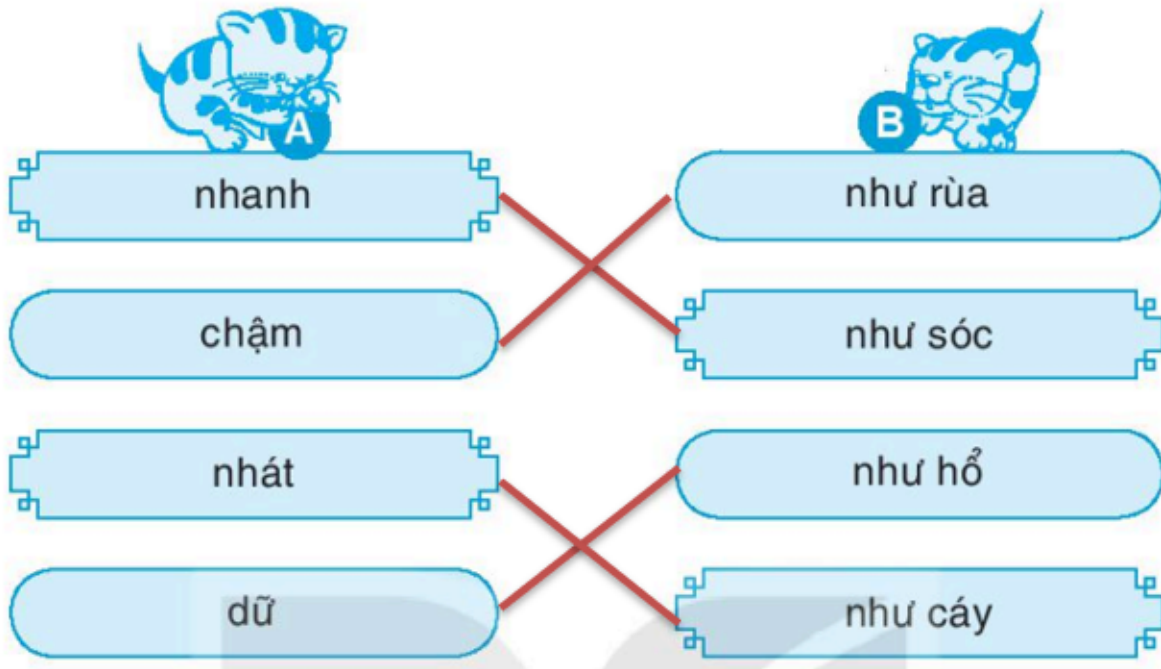 A
B
nhanh
như rùa
chậm
như sóc
nhát
như hổ
dữ
như cáy